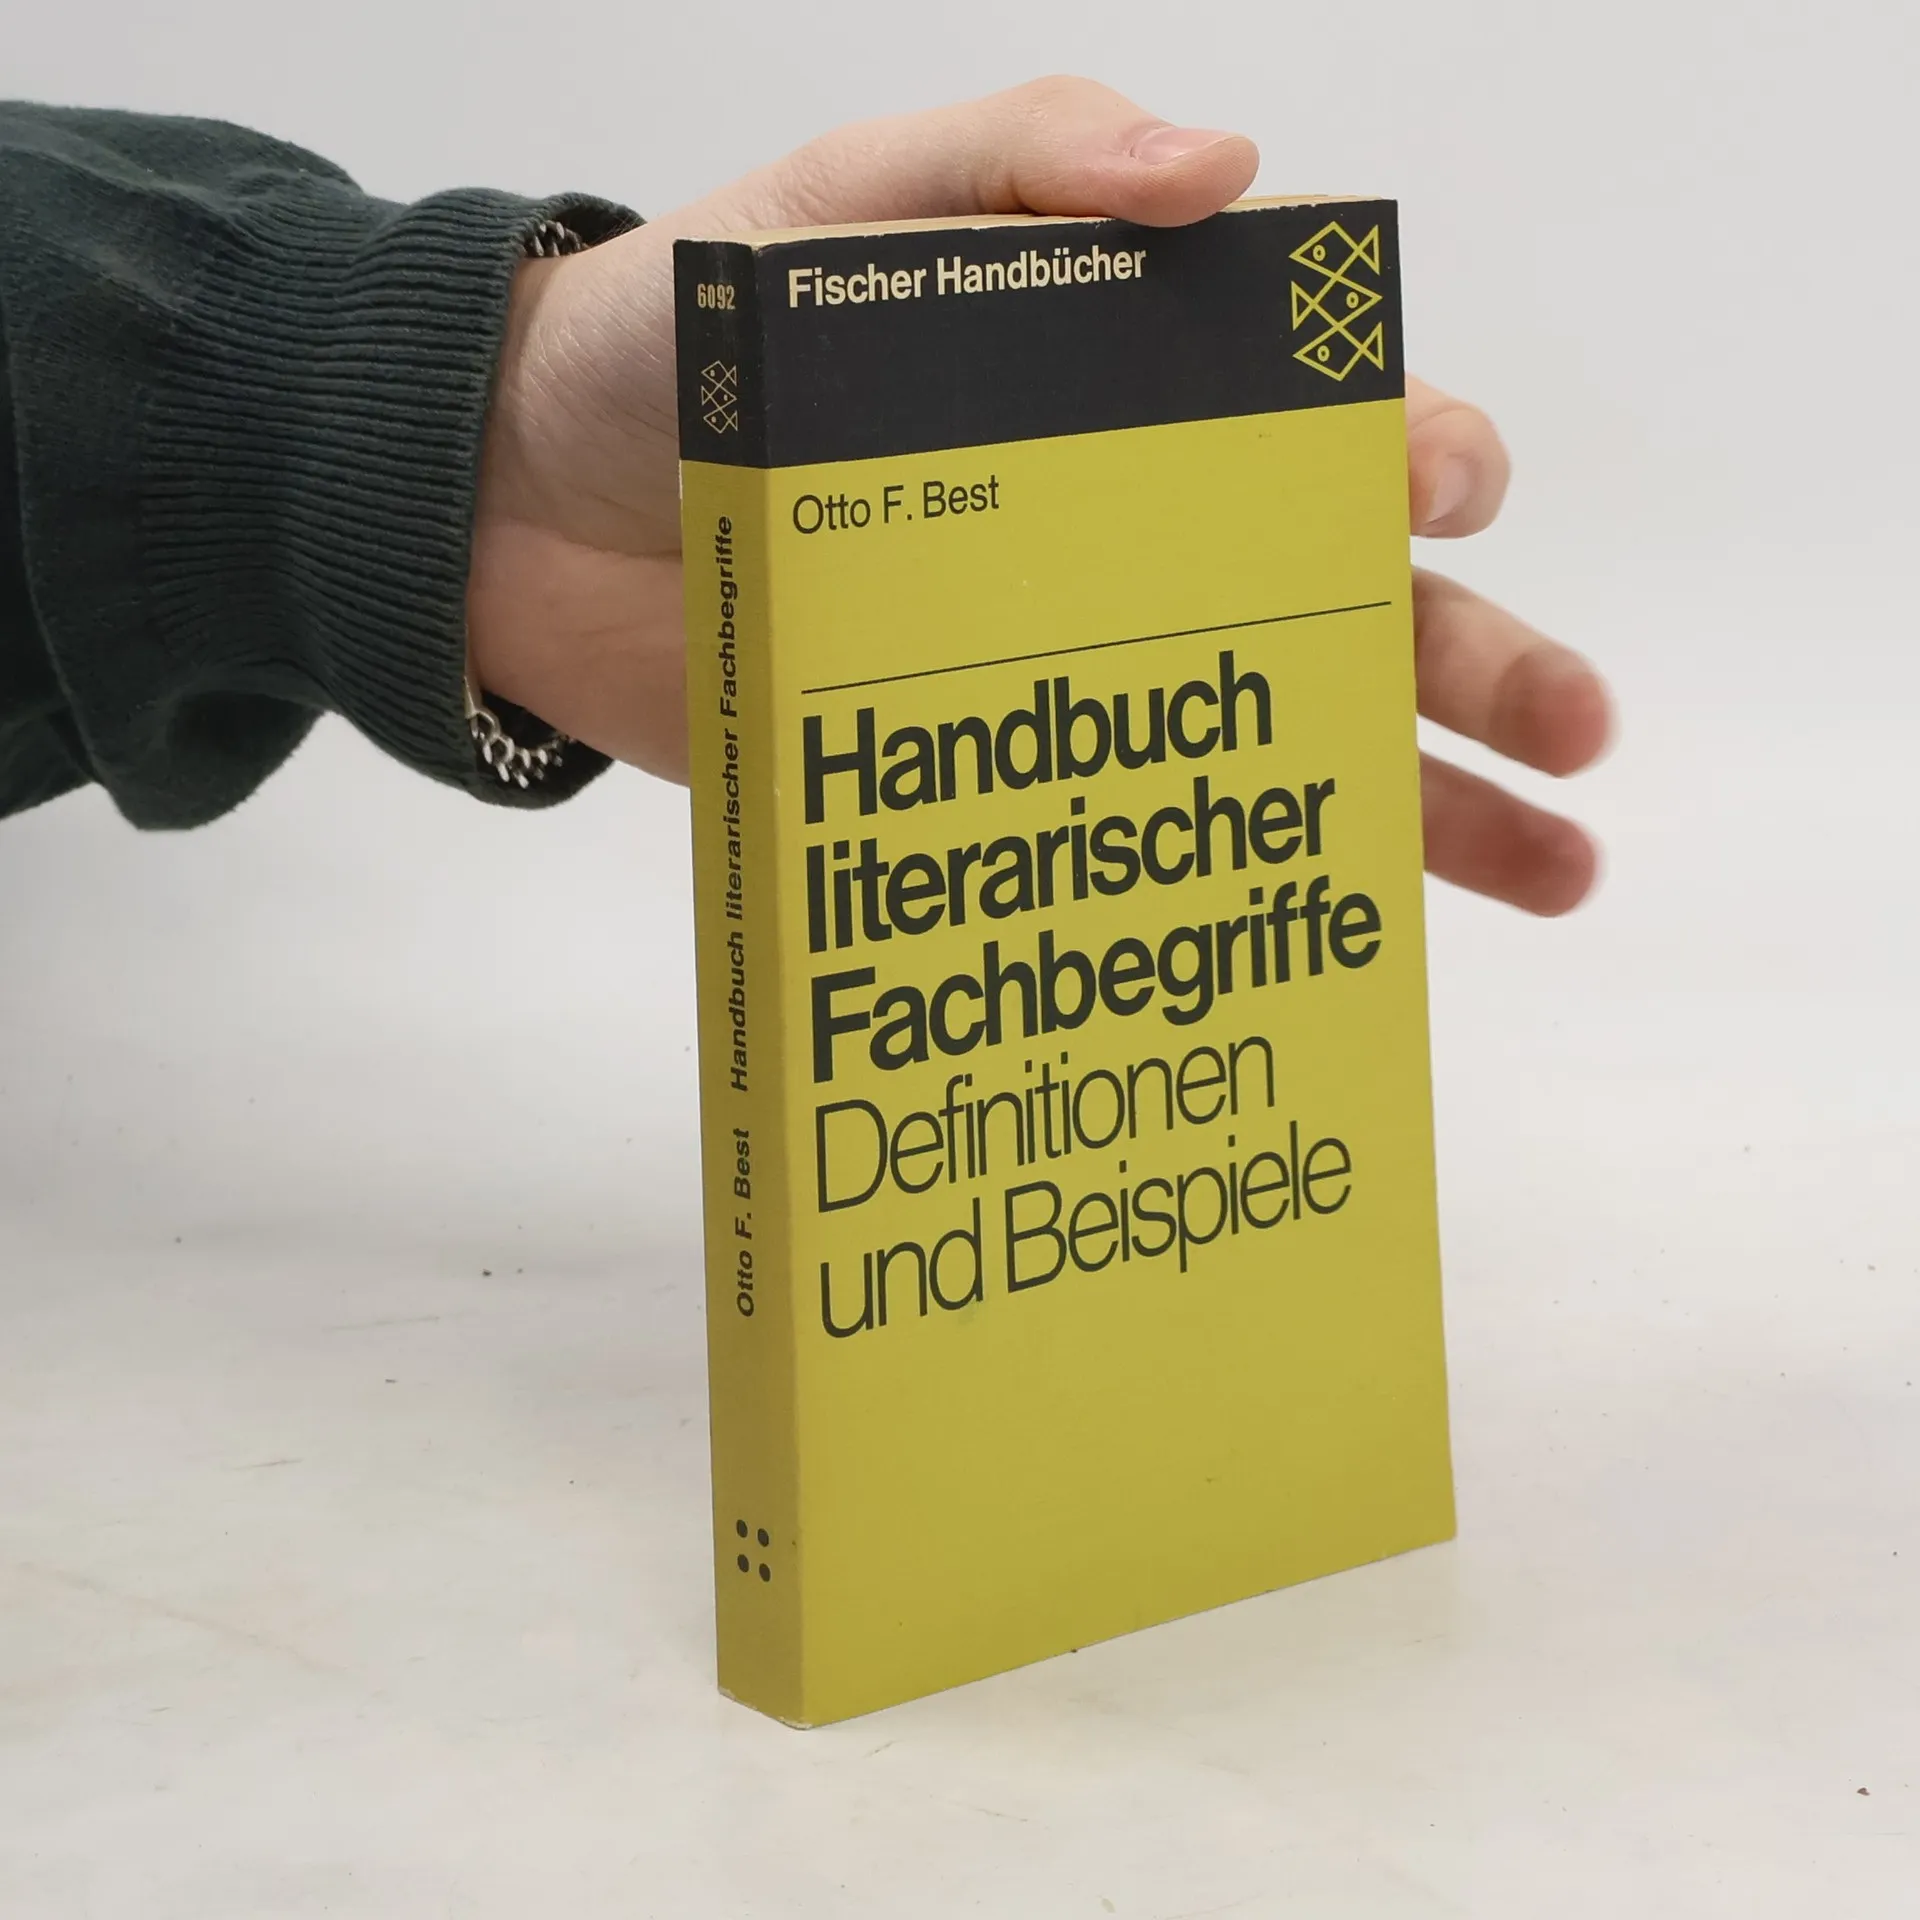 6092
Otto F. Best Handbuch literarischer Fachbegriffe
Fischer Handbücher
Otto F. Best
Handbuch
literarischer
Fachbegriffe
Definitionen
und Beispiele